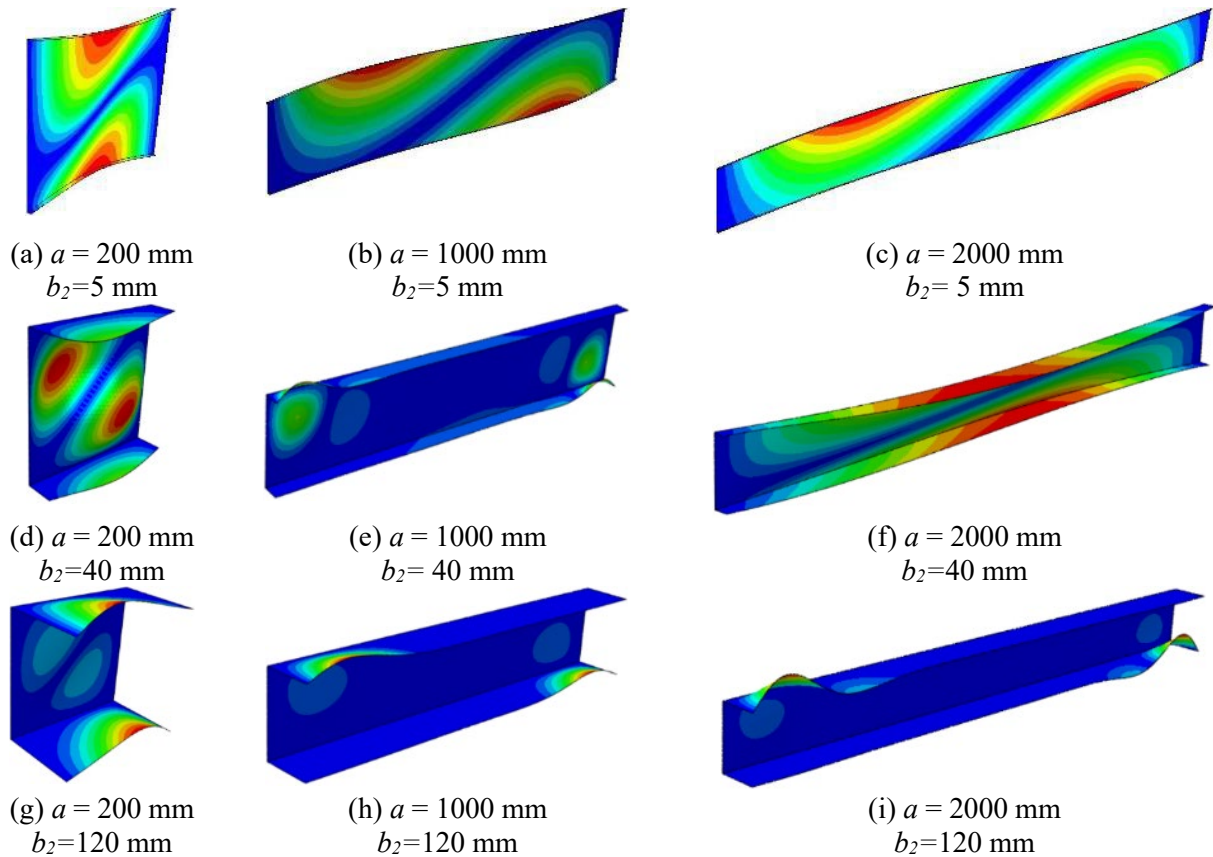 (a) a = 200 mm
b₂=5 mm
(b) a = 1000 mm
b₂=5 mm
(c) a = 2000 mm
b₂= 5 mm
(d) a = 200 mm
b₂=40 mm
(e) a = 1000 mm
b₂= 40 mm
(f) a = 2000 mm
b₂=40 mm
(g) a = 200 mm
b₂=120 mm
(h) a = 1000 mm
b₂=120 mm
(i) a = 2000 mm
b₂=120 mm